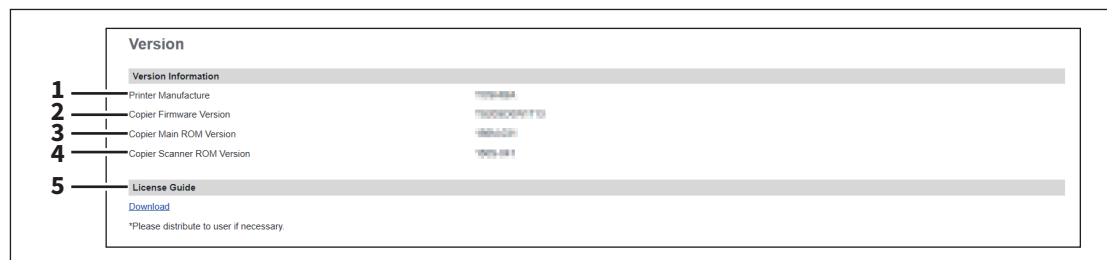 Version
Version Information
1 Printer Manufacture
2 Copier Firmware Version
3 Copier Main ROM Version
4 Copier Scanner ROM Version
5 License Guide
Download
*Please distribute to user if necessary.